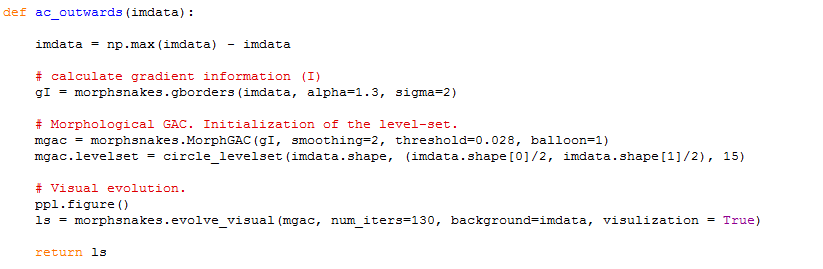 def ac_outwards(imdata):
imdata = np.max(imdata) - imdata
# calculate gradient information (I)
gI = morphsnakes.gborders(imdata, alpha=1.3, sigma=2)
# Morphological GAC. Initialization of the level-set.
mgac = morphsnakes.MorphGAC(gI, smoothing=2, threshold=0.028, balloon=1)
mgac.levelset = circle_levelset(imdata.shape, (imdata.shape[0]/2, imdata.shape[1]/2), 15)
# Visual evolution.
ppl.figure()
ls = morphsnakes.evolve_visual(mgac, num_iters=130, background=imdata, visulization = True)
return ls